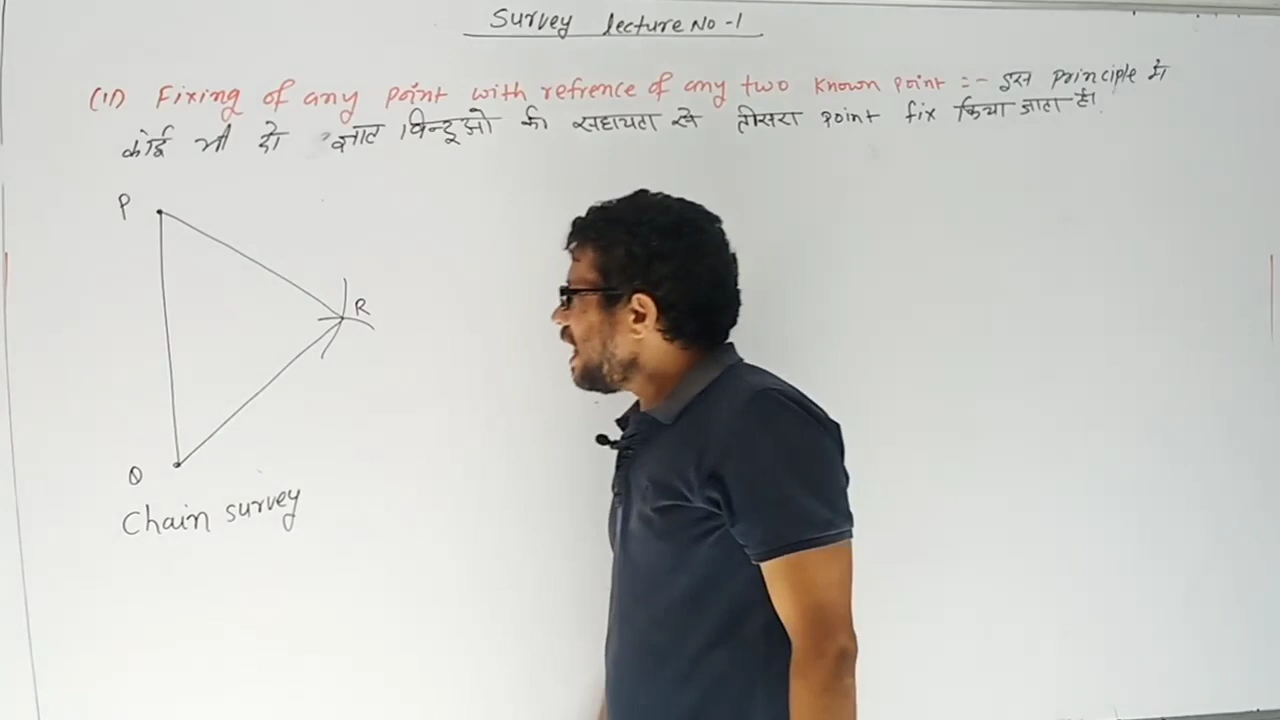 Survey lecture No -1
(ii) Fixing of any point with refrence of any two known point :- इस principle में
कोई भी दो ज्ञात विन्दूओ की सहायता से तीसरा point fix किया जाता है।
P
R
Q
Chain survey